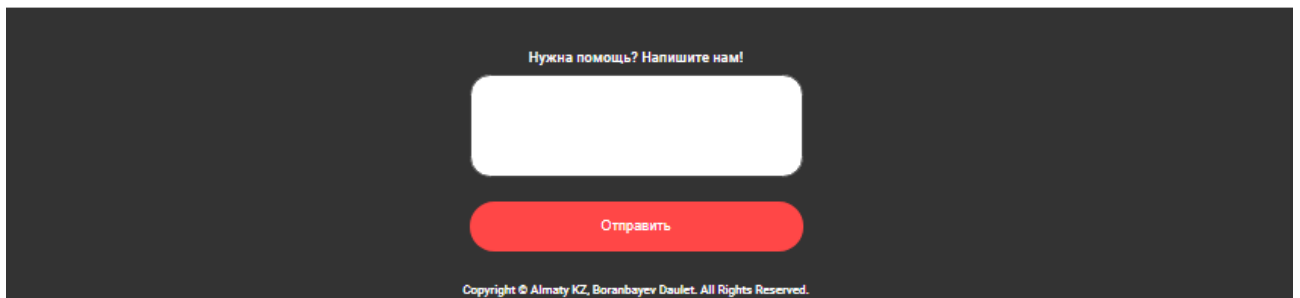 Нужна помощь? Напишите нам!
Отправить
Copyright © Almaty KZ, Boranbayev Daulet. All Rights Reserved.